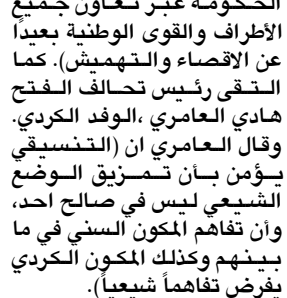 الحكومة عبر تعاون جميع
الأطراف والقوى الوطنية بعيداً
عن الاقصاء والتهميش). كما
التقى رئيس تحالف الفتح
هادي العامري ،الوفد الكردي.
وقال العامري ان (التنسيقي
يؤمن بأن تمزيق الوضع
الشيعي ليس في صالح احد،
وأن تفاهم المكون السني في ما
بينهم وكذلك المكون الكردي
يفرض تفاهماً شيعياً).